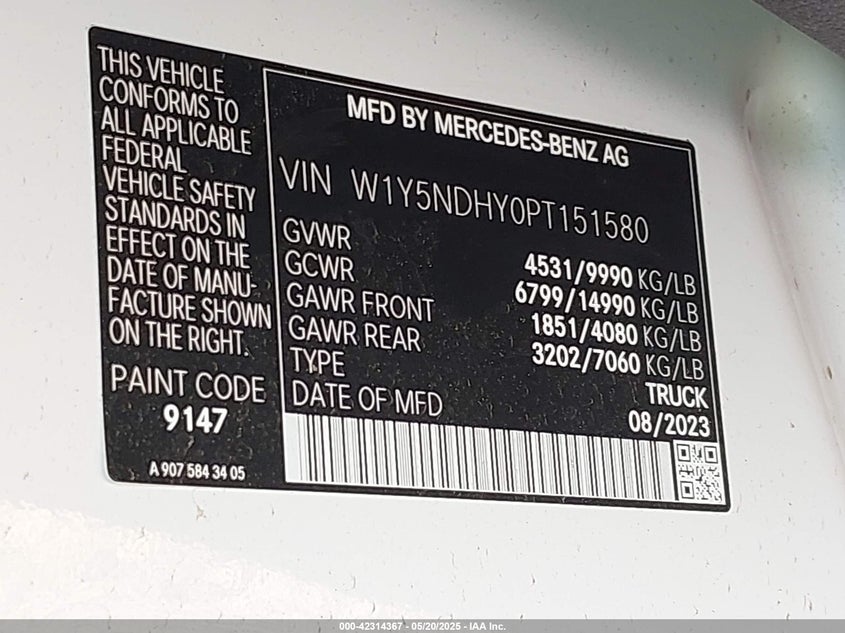 THIS VEHICLE
CONFORMS TO
ALL APPLICABLE
FEDERAL
VEHICLE SAFETY
STANDARDS IN
EFFECT ON THE
DATE OF MANU-
FACTURE SHOWN
ON THE RIGHT.
PAINT CODE
9147
A 907 584 34 05
MFD BY MERCEDES-BENZ AG
VIN W1Y5NDHY0PT151580
GVWR 4531/9990 KG/LB
GCWR 6799/14990 KG/LB
GAWR FRONT 1851/4080 KG/LB
GAWR REAR 3202/7060 KG/LB
TYPE TRUCK
DATE OF MFD 08/2023
000-42314367 - 05/20/2025 - IAA Inc.